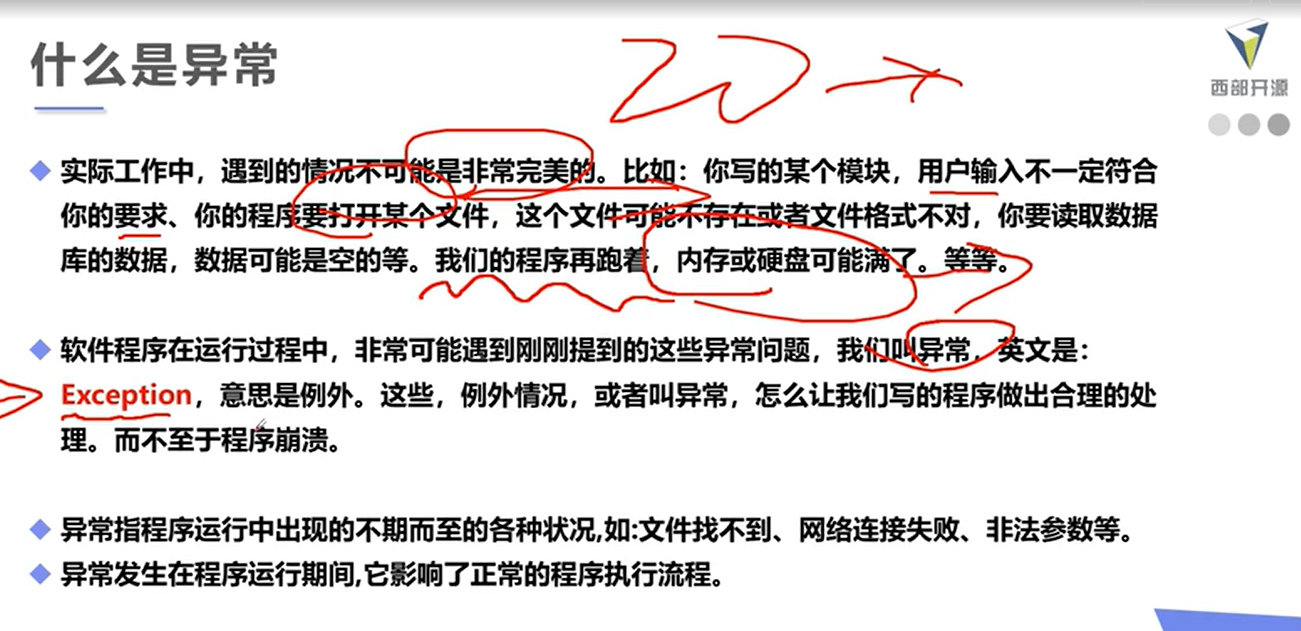 什么是异常
西部开源
实际工作中，遇到的情况不可能是非常完美的。比如：你写的某个模块，用户输入不一定符合
你的要求、你的程序要打开某个文件，这个文件可能不存在或者文件格式不对，你要读取数据
库的数据，数据可能是空的等。我们的程序再跑着，内存或硬盘可能满了。等等。
软件程序在运行过程中，非常可能遇到刚刚提到的这些异常问题，我们叫异常，英文是：
Exception，意思是例外。这些，例外情况，或者叫异常，怎么让我们写的程序做出合理的处
理。而不至于程序崩溃。
异常指程序运行中出现的不期而至的各种状况,如:文件找不到、网络连接失败、非法参数等。
异常发生在程序运行期间,它影响了正常的程序执行流程。